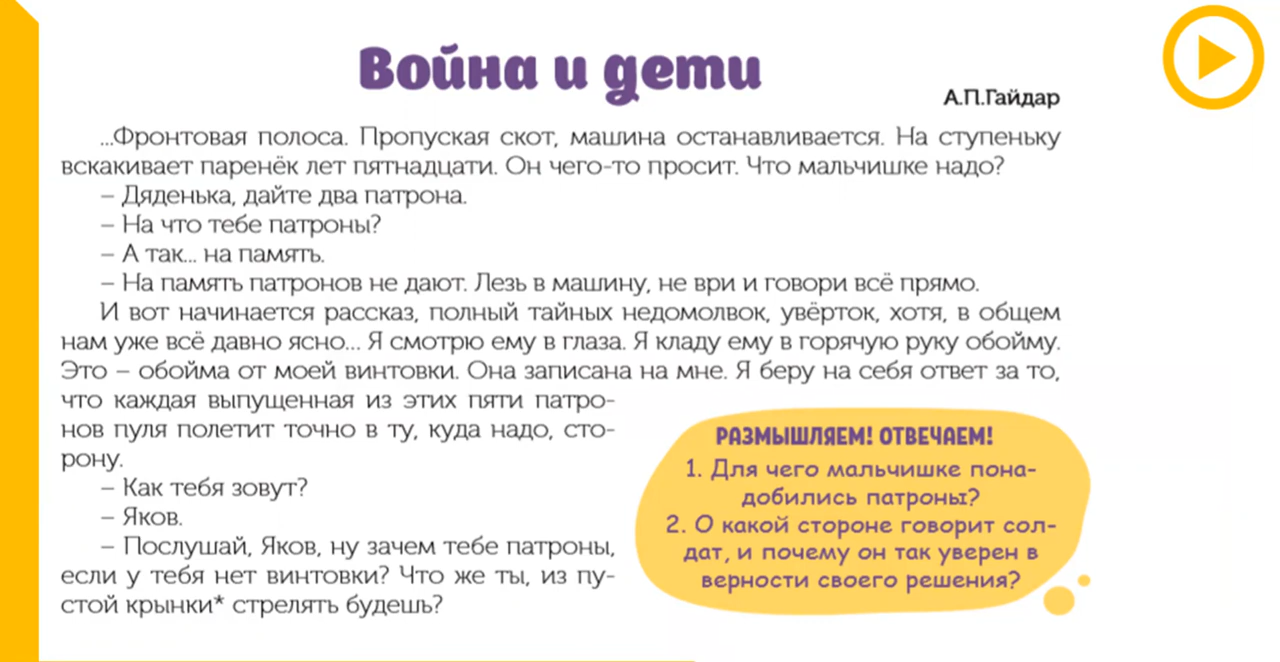 Война и дети
А.П.Гайдар
...Фронтовая полоса. Пропуская скот, машина останавливается. На ступеньку
вскакивает паренёк лет пятнадцати. Он чего-то просит. Что мальчишке надо?
– Дяденька, дайте два патрона.
– На что тебе патроны?
– А так... на память.
– На память патронов не дают. Лезь в машину, не ври и говори всё прямо.
И вот начинается рассказ, полный тайных недомолвок, увёрток, хотя, в общем
нам уже всё давно ясно... Я смотрю ему в глаза. Я кладу ему в горячую руку обойму.
Это – обойма от моей винтовки. Она записана на мне. Я беру на себя ответ за то,
что каждая выпущенная из этих пяти патро-
нов пуля полетит точно в ту, куда надо, сто-
рону.
– Как тебя зовут?
– Яков.
– Послушай, Яков, ну зачем тебе патроны,
если у тебя нет винтовки? Что же ты, из пу-
стой крынки* стрелять будешь?
РАЗМЫШЛЯЕМ! ОТВЕЧАЕМ!
1. Для чего мальчишке пона-
добились патроны?
2. О какой стороне говорит сол-
дат, и почему он так уверен в
верности своего решения?